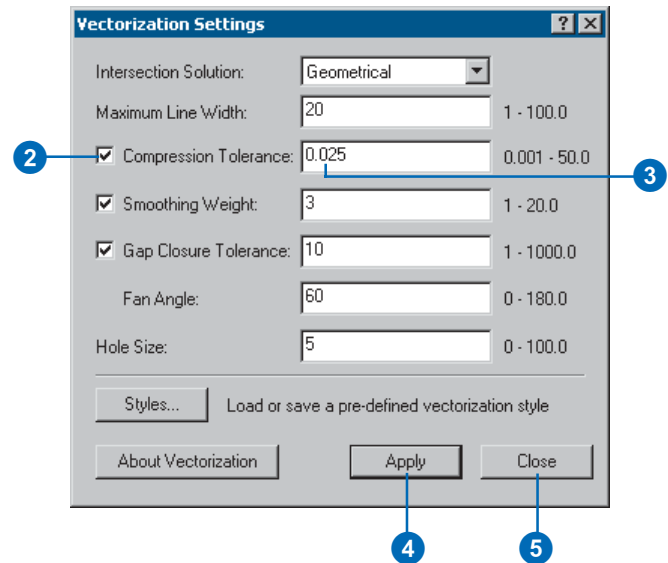 Vectorization Settings
Intersection Solution: Geometrical
Maximum Line Width: 20 1 - 100.0
2 Compression Tolerance: 0.025 0.001 - 50.0
3
Smoothing Weight: 3 1 - 20.0
Gap Closure Tolerance: 10 1 - 1000.0
Fan Angle: 60 0 - 180.0
Hole Size: 5 0 - 100.0
Styles... Load or save a pre-defined vectorization style
About Vectorization Apply Close
4 5